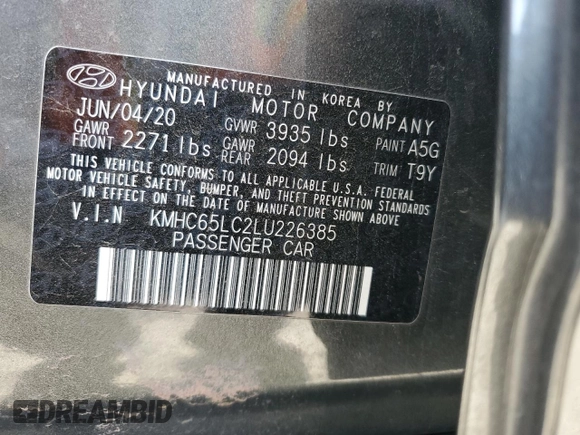 MANUFACTURED IN KOREA BY
HYUNDAI MOTOR COMPANY
JUN/04/20 GVWR 3935 lbs PAINT A5G
GAWR FRONT 2271 lbs GAWR REAR 2094 lbs TRIM T9Y
THIS VEHICLE CONFORMS TO ALL APPLICABLE U.S.A. FEDERAL
MOTOR VEHICLE SAFETY, BUMPER, AND THEFT PREVENTION STANDARDS
IN EFFECT ON THE DATE OF MANUFACTURE SHOWN ABOVE.
V.I.N KMHC65LC2LU226385
PASSENGER CAR
DREAMBID